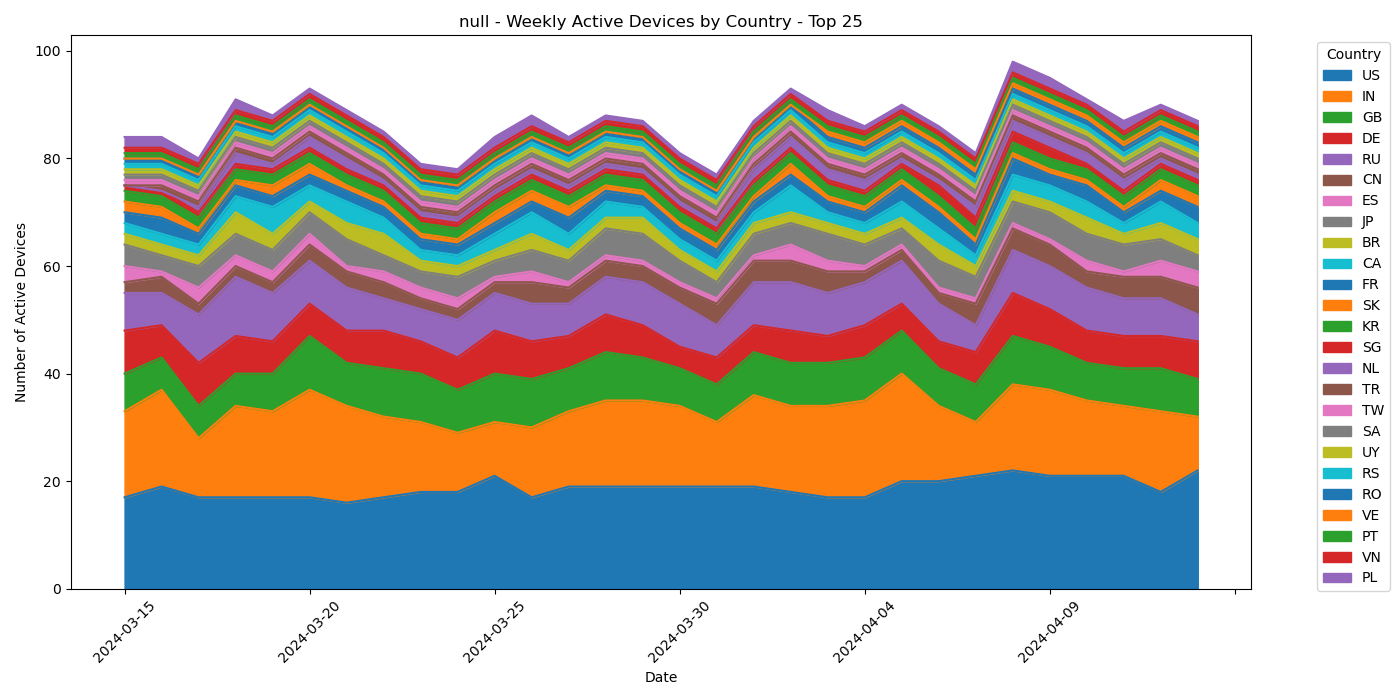 null - Weekly Active Devices by Country - Top 25
Number of Active Devices
100
80
60
40
20
0
2024-03-15
2024-03-20
2024-03-25
2024-03-30
2024-04-04
2024-04-09
Date
Country
US
IN
GB
DE
RU
CN
ES
JP
BR
CA
FR
SK
KR
SG
NL
TR
TW
SA
UY
RS
RO
VE
PT
VN
PL